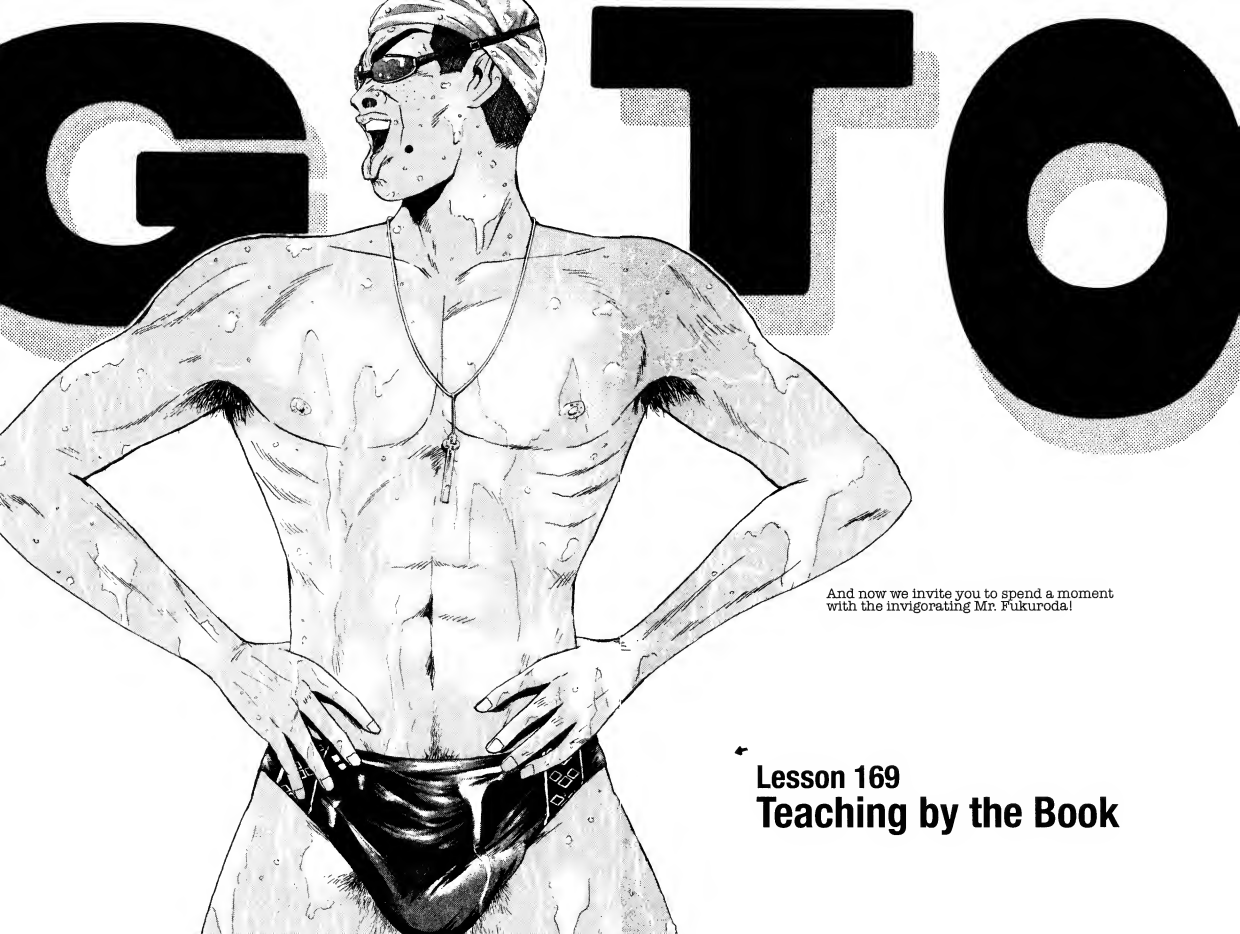 GTO
And now we invite you to spend a moment
with the invigorating Mr. Fukuroda!
Lesson 169
Teaching by the Book